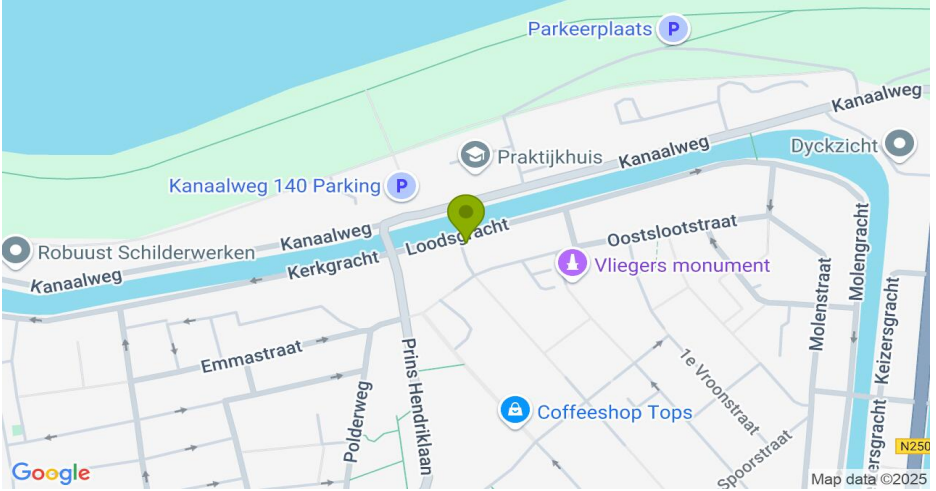 Parkeerplaats
P
Kanaalweg
Dyckzicht
Kanaalweg
Praktijkhuis
Kanaalweg 140 Parking
P
Kanaalweg
Loodsgracht
Oostslootstraat
Molengracht
Robuust Schilderwerken
Kerkgracht
Vliegers monument
Kanaalweg
Molenstraat
Keizersgracht
Emmastraat
Prins Hendriklaan
1e Vroonstraat
Polderweg
Coffeeshop Tops
Spoorstraat
Keizersgracht
N250
Google
Map data ©2025